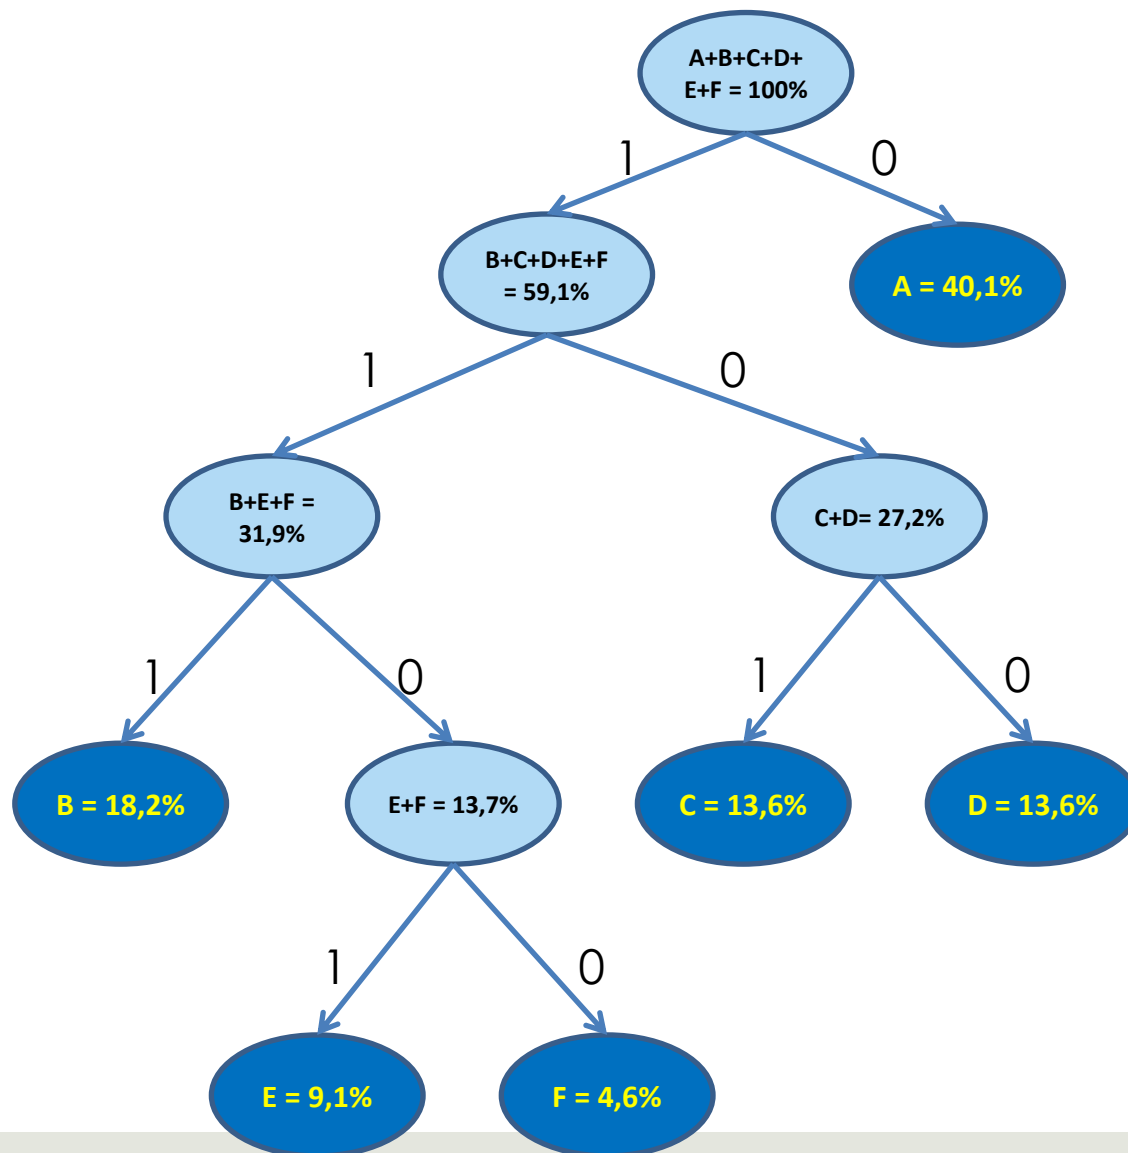 A+B+C+D+
E+F = 100%
1
0
B+C+D+E+F
= 59,1%
A = 40,1%
1
0
B+E+F =
31,9%
C+D= 27,2%
1
0
1
0
B = 18,2%
E+F = 13,7%
C = 13,6%
D = 13,6%
1
0
E = 9,1%
F = 4,6%